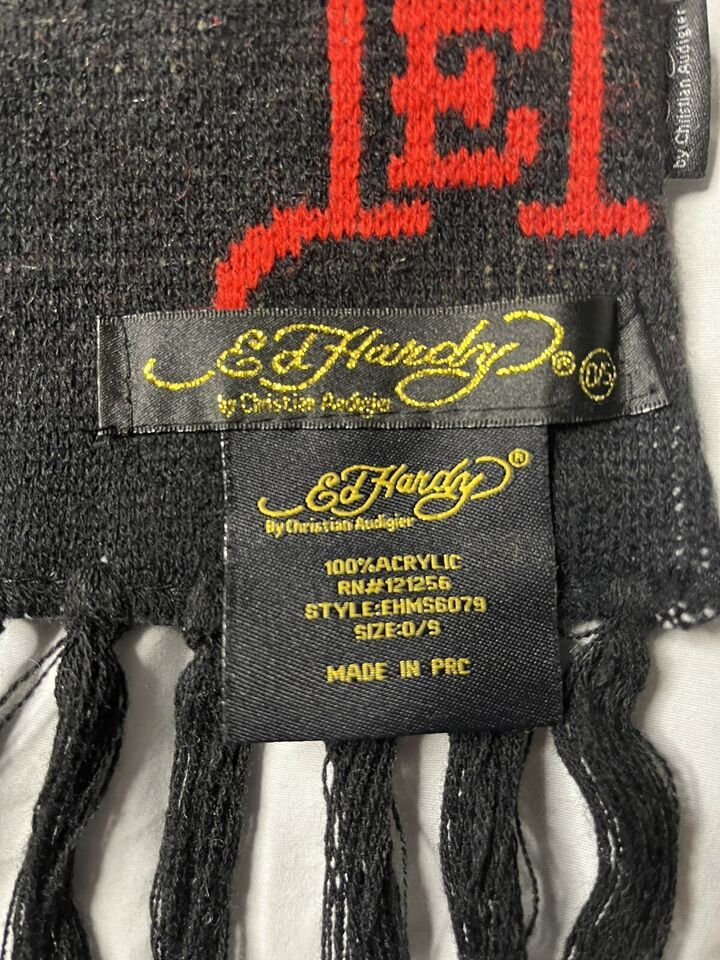 E
by Christian Audigier
Ed Hardy® O/S
by Christian Audigier
Ed Hardy®
By Christian Audigier
100%ACRYLIC
RN#121256
STYLE:EHMS6079
SIZE:O/S
MADE IN PRC